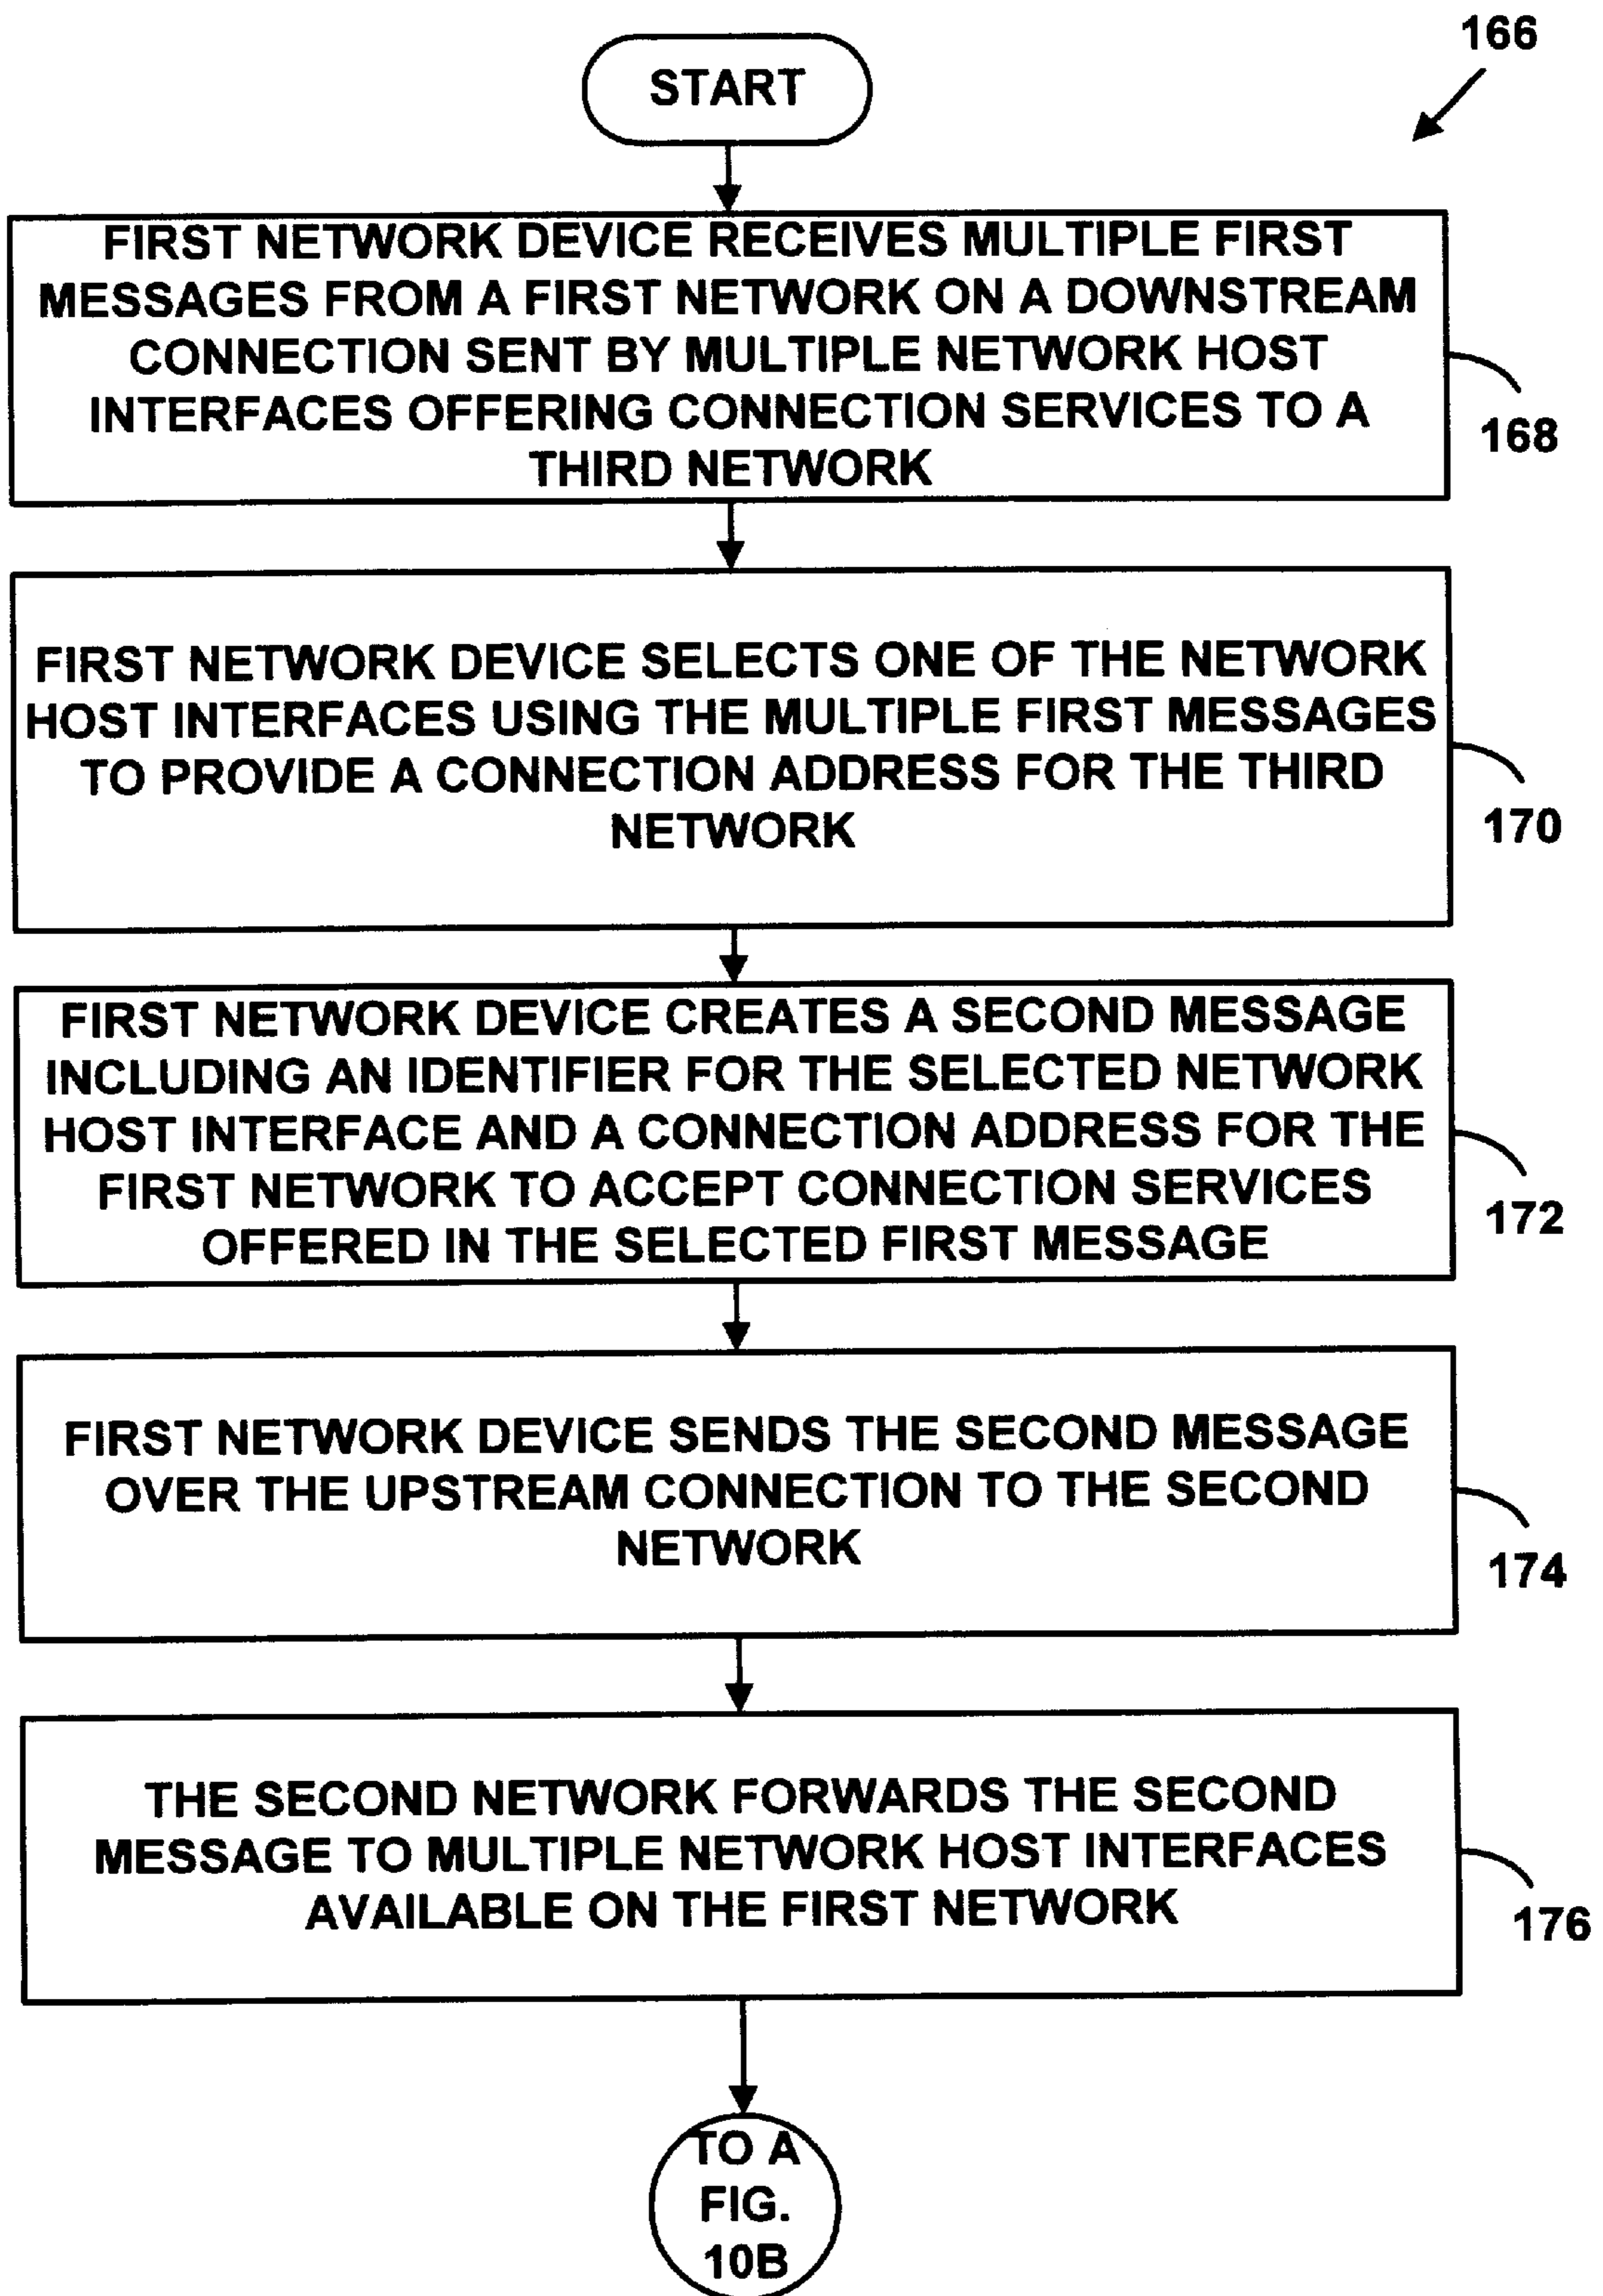 166
START
FIRST NETWORK DEVICE RECEIVES MULTIPLE FIRST
MESSAGES FROM A FIRST NETWORK ON A DOWNSTREAM
CONNECTION SENT BY MULTIPLE NETWORK HOST
INTERFACES OFFERING CONNECTION SERVICES TO A
THIRD NETWORK
168
FIRST NETWORK DEVICE SELECTS ONE OF THE NETWORK
HOST INTERFACES USING THE MULTIPLE FIRST MESSAGES
TO PROVIDE A CONNECTION ADDRESS FOR THE THIRD
NETWORK
170
FIRST NETWORK DEVICE CREATES A SECOND MESSAGE
INCLUDING AN IDENTIFIER FOR THE SELECTED NETWORK
HOST INTERFACE AND A CONNECTION ADDRESS FOR THE
FIRST NETWORK TO ACCEPT CONNECTION SERVICES
OFFERED IN THE SELECTED FIRST MESSAGE
172
FIRST NETWORK DEVICE SENDS THE SECOND MESSAGE
OVER THE UPSTREAM CONNECTION TO THE SECOND
NETWORK
174
THE SECOND NETWORK FORWARDS THE SECOND
MESSAGE TO MULTIPLE NETWORK HOST INTERFACES
AVAILABLE ON THE FIRST NETWORK
176
TO A
FIG.
10B